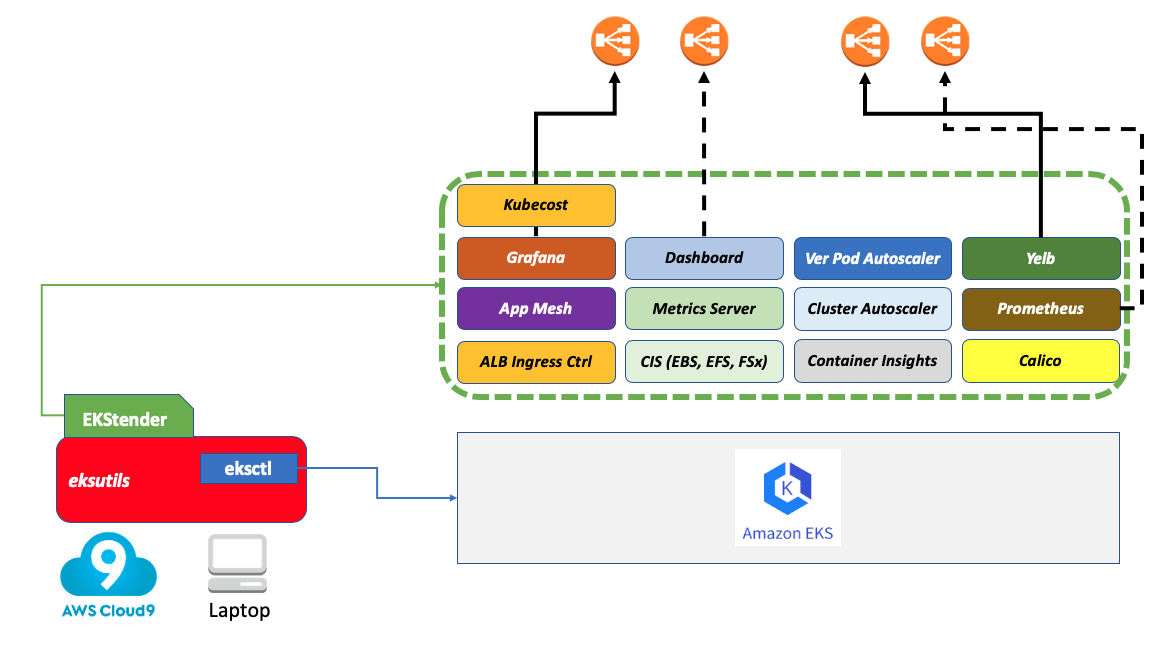 Kubecost
Grafana
Dashboard
Ver Pod Autoscaler
Yelb
App Mesh
Metrics Server
Cluster Autoscaler
Prometheus
ALB Ingress Ctrl
CIS (EBS, EFS, FSx)
Container Insights
Calico
EKStender
eksutils
eksctl
K
Amazon EKS
9
AWS Cloud9
Laptop